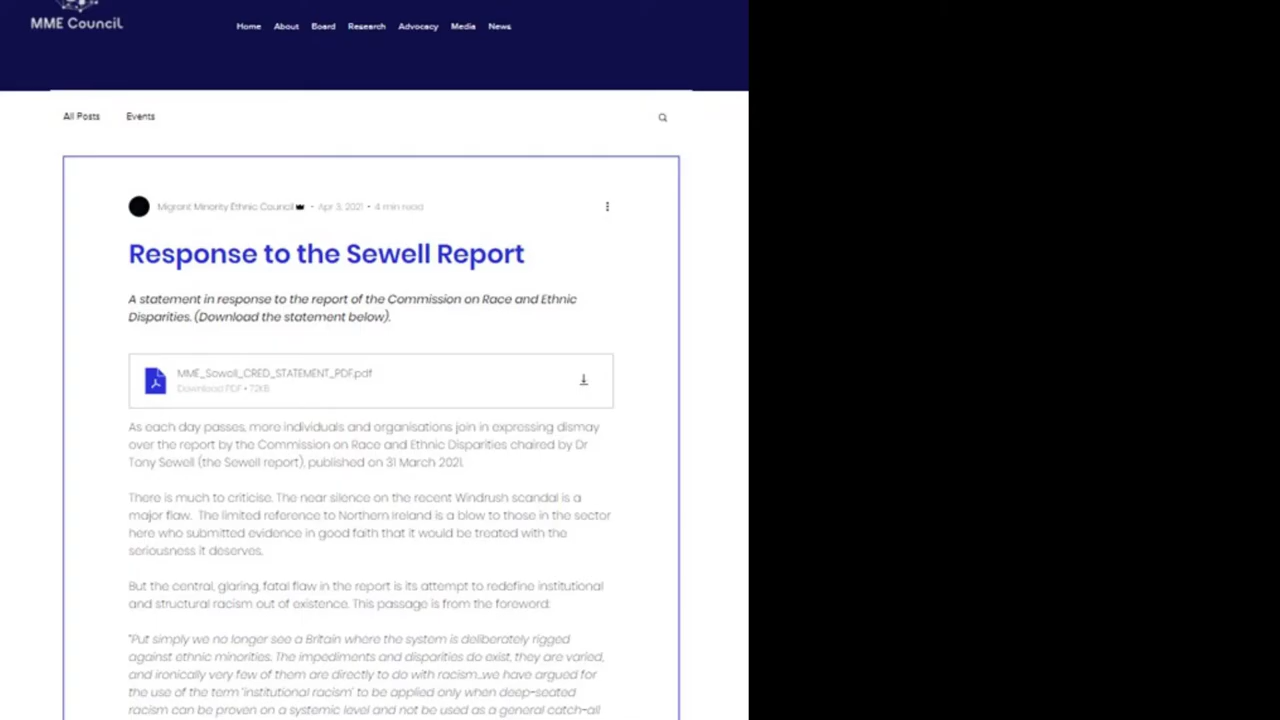 MME Council
Home About Board Research Advocacy Media News
All Posts Events
Migrant Minority Ethnic Council · Apr 3, 2021 · 4 min read
Response to the Sewell Report
A statement in response to the report of the Commission on Race and Ethnic
Disparities. (Download the statement below).
MME_Sewell_CRED_STATEMENT_PDF.pdf
Download PDF • 72KB
As each day passes, more individuals and organisations join in expressing dismay
over the report by the Commission on Race and Ethnic Disparities chaired by Dr
Tony Sewell (the Sewell report), published on 31 March 2021.
There is much to criticise. The near silence on the recent Windrush scandal is a
major flaw. The limited reference to Northern Ireland is a blow to those in the sector
here who submitted evidence in good faith that it would be treated with the
seriousness it deserves.
But the central, glaring, fatal flaw in the report is its attempt to redefine institutional
and structural racism out of existence. This passage is from the foreword:
"Put simply we no longer see a Britain where the system is deliberately rigged
against ethnic minorities. The impediments and disparities do exist, they are varied,
and ironically very few of them are directly to do with racism...we have argued for
the use of the term 'institutional racism' to be applied only when deep-seated
racism can be proven on a systemic level and not be used as a general catch-all